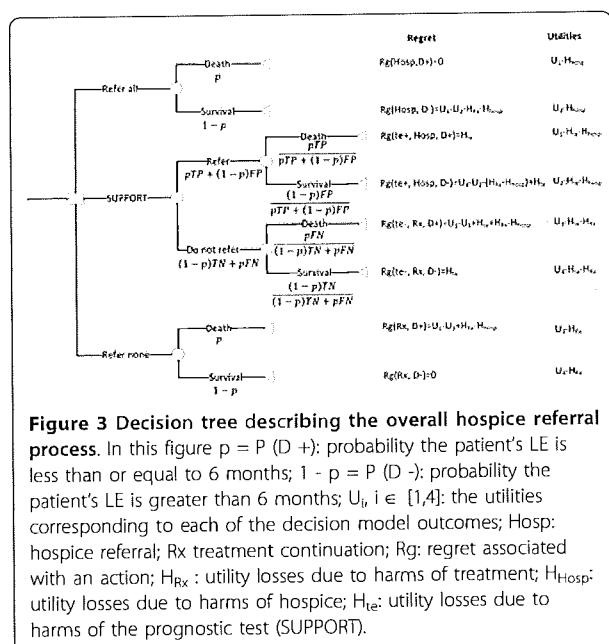 Regret Utilities
Death Rg(Hosp,D+)=0
p
Refer all
Survival
1 - p
Death Rg(te+, Hosp, D+)=H
pTP
Refer pTP + (1 - p)FP
pTP + (1 - p)FP Survival
(1 - p)FP
SUPPORT pTP + (1 - p)FP
Death
pFN
Do not refer (1 - p)TN + pFN
(1 - p)TN + pFN Survival Rg(te-, Rx, D-)=H
(1 - p)TN
(1 - p)TN + pFN
Death
p
Refer none
Survival Rg(Rx, D-)=0
1 - p
Figure 3 Decision tree describing the overall hospice referral
process. In this figure p = P (D +): probability the patient's LE is
less than or equal to 6 months; 1 - p = P (D -): probability the
patient's LE is greater than 6 months; Ui, i ∈ [1,4]: the utilities
corresponding to each of the decision model outcomes; Hosp:
hospice referral; Rx treatment continuation; Rg: regret associated
with an action; HRx : utility losses due to harms of treatment; HHosp:
utility losses due to harms of hospice; Hte: utility losses due to
harms of the prognostic test (SUPPORT).